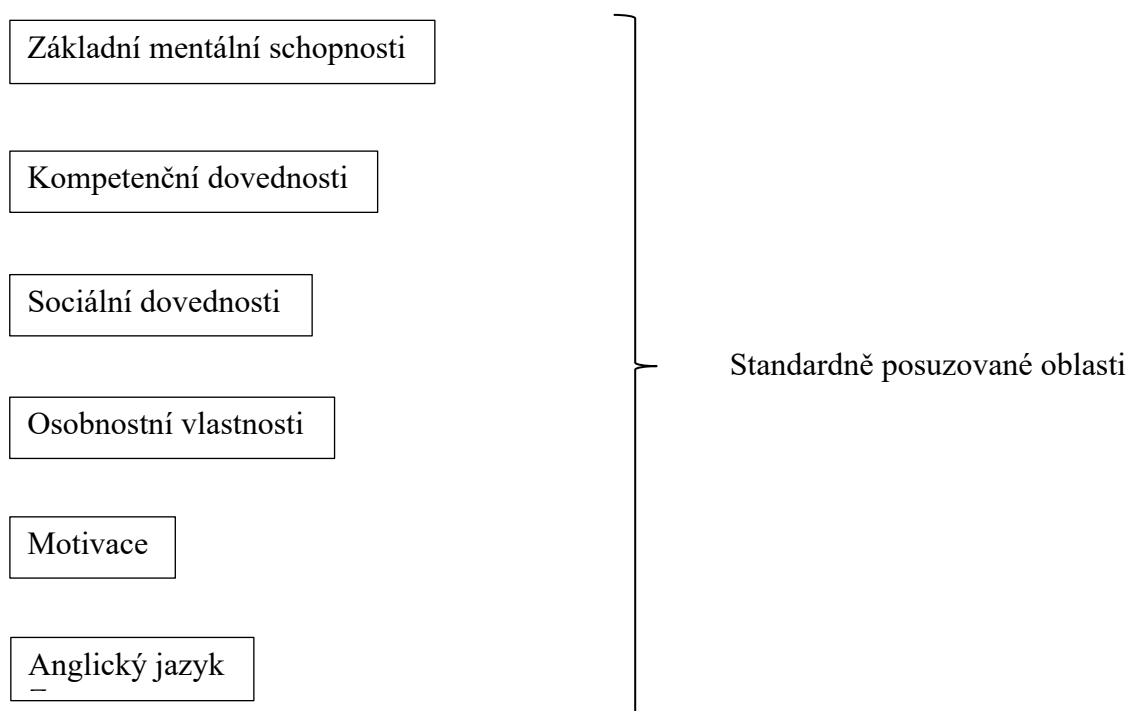 Základní mentální schopnosti
Kompetenční dovednosti
Sociální dovednosti
Standardně posuzované oblasti
Osobnostní vlastnosti
Motivace
Anglický jazyk